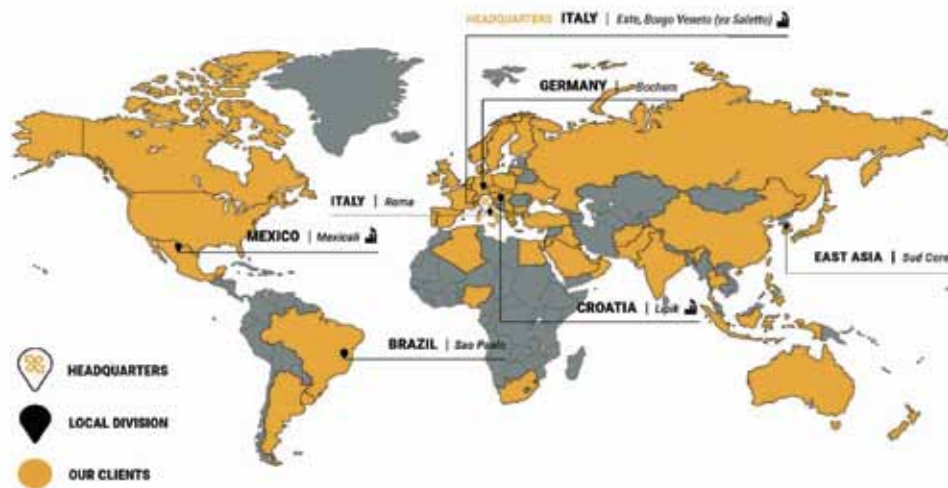 HEADQUARTERS ITALY | Este, Borgo Veneto (ex Saletto)
GERMANY | Bochem
ITALY | Roma
MEXICO | Mexicali
EAST ASIA | Sud Core
CROATIA | Lipik
BRAZIL | Sao Paulo
HEADQUARTERS
LOCAL DIVISION
OUR CLIENTS